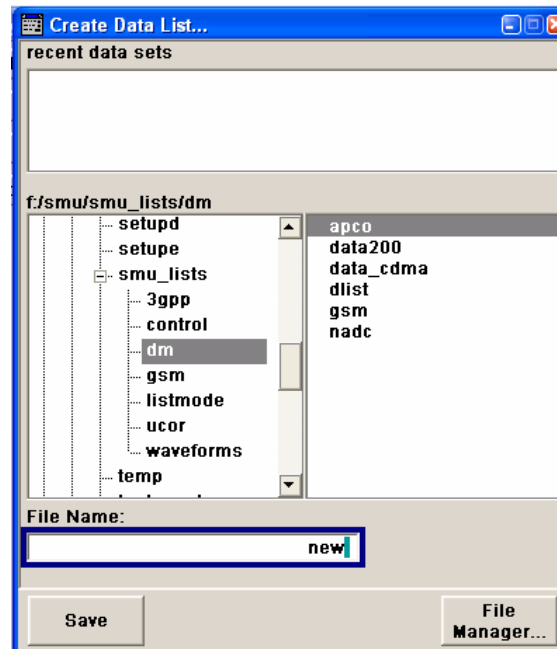 Create Data List...
recent data sets
f:/smu/smu_lists/dm
setupd
setupe
smu_lists
3gpp
control
dm
gsm
listmode
ucor
waveforms
temp
apco
data200
data_cdma
dlist
gsm
nadc
File Name:
new
Save
File
Manager...